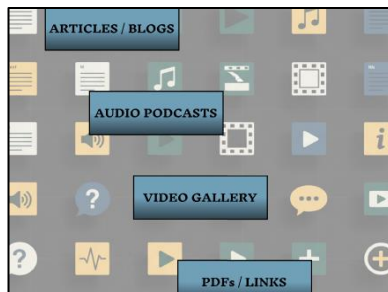 ARTICLES / BLOGS
AUDIO PODCASTS
VIDEO GALLERY
PDFs / LINKS